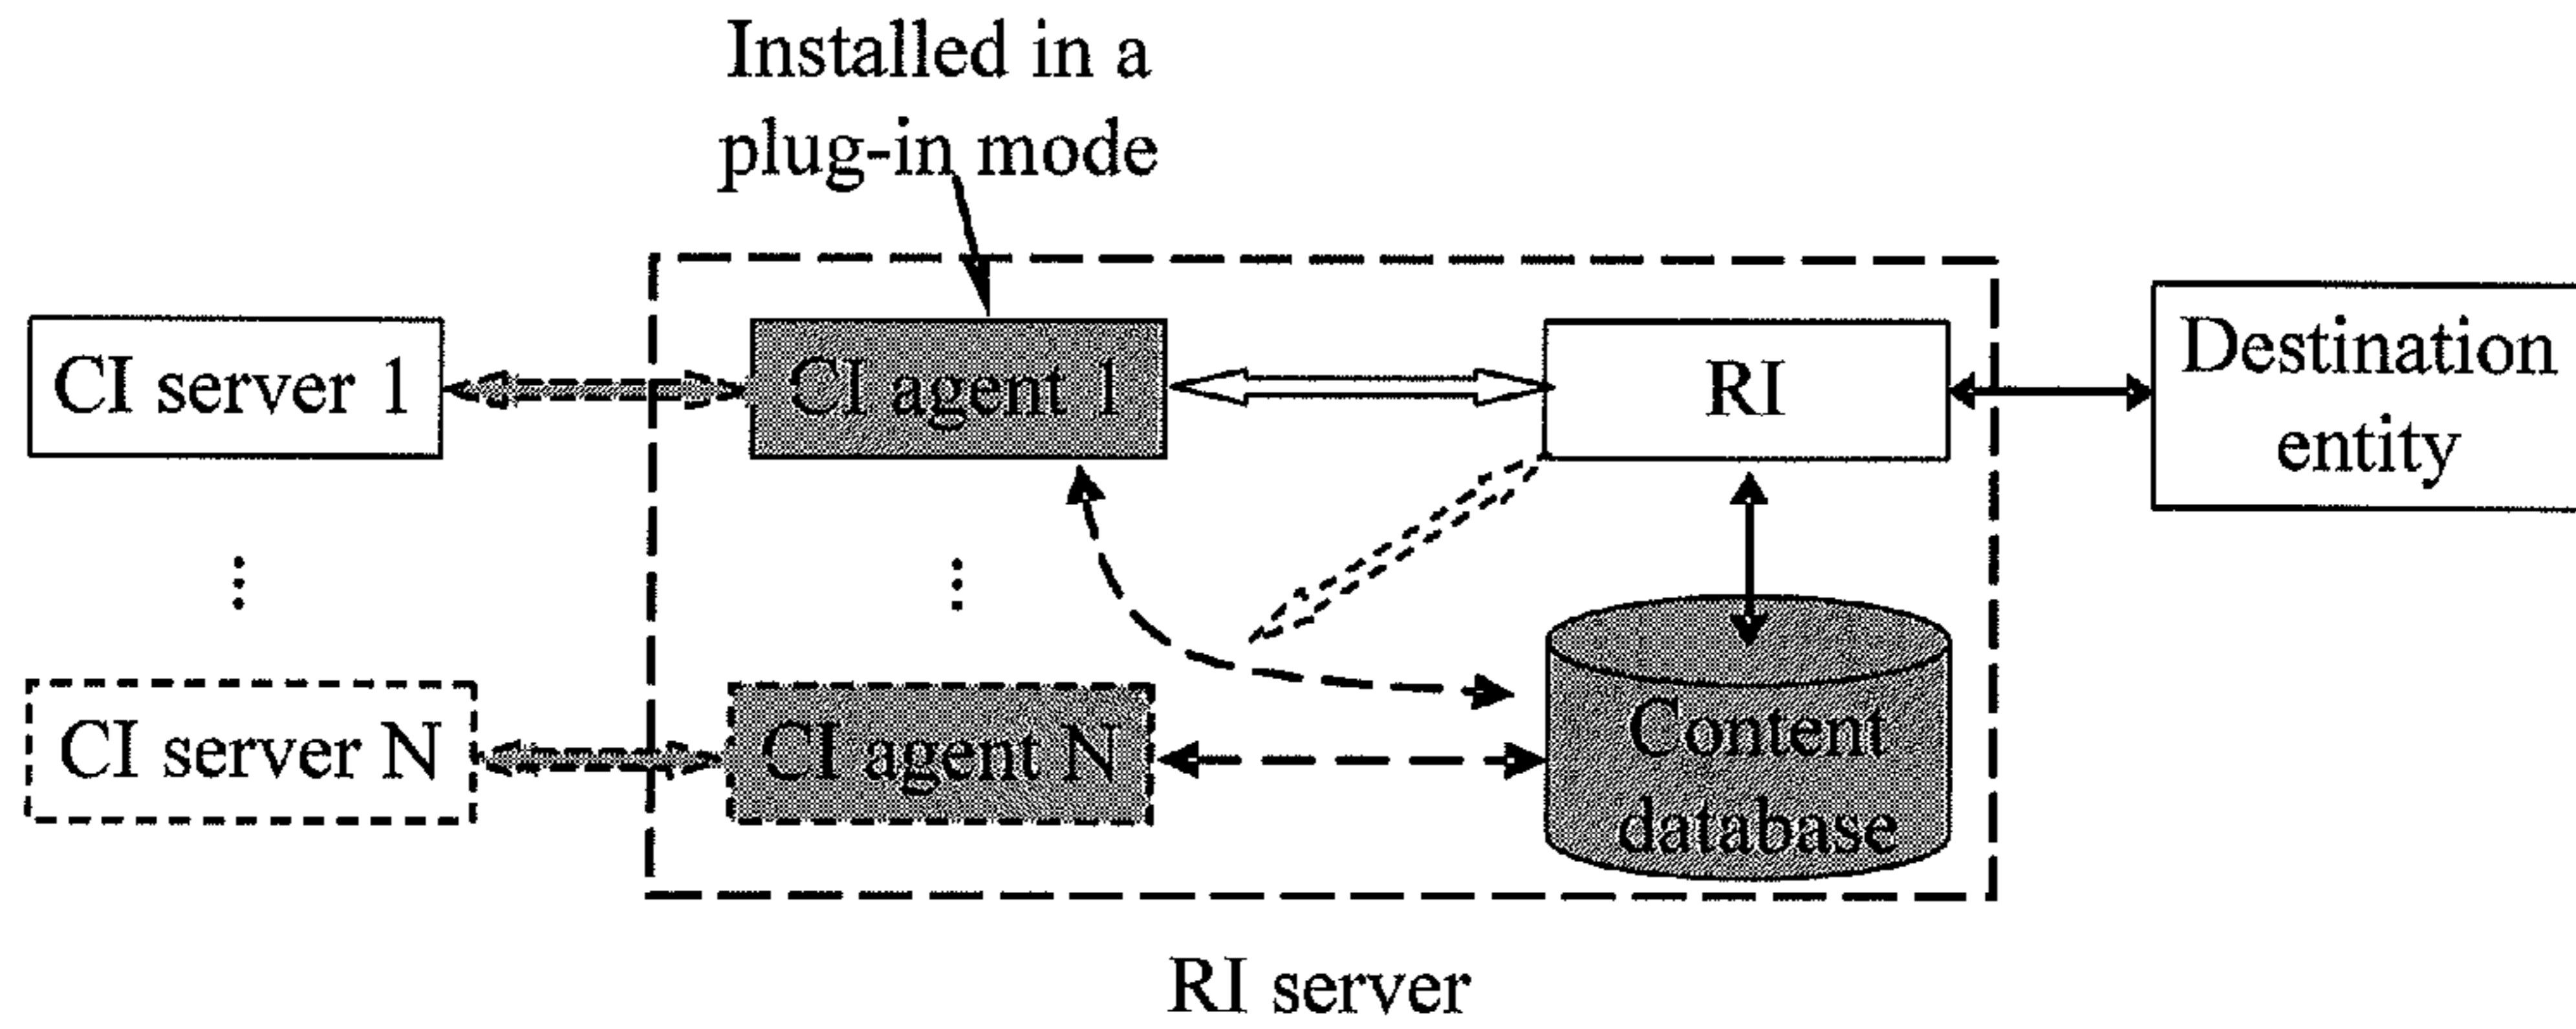 Installed in a
plug-in mode
CI server 1
CI agent 1
RI
Destination
entity
CI server N
CI agent N
Content
database
RI server